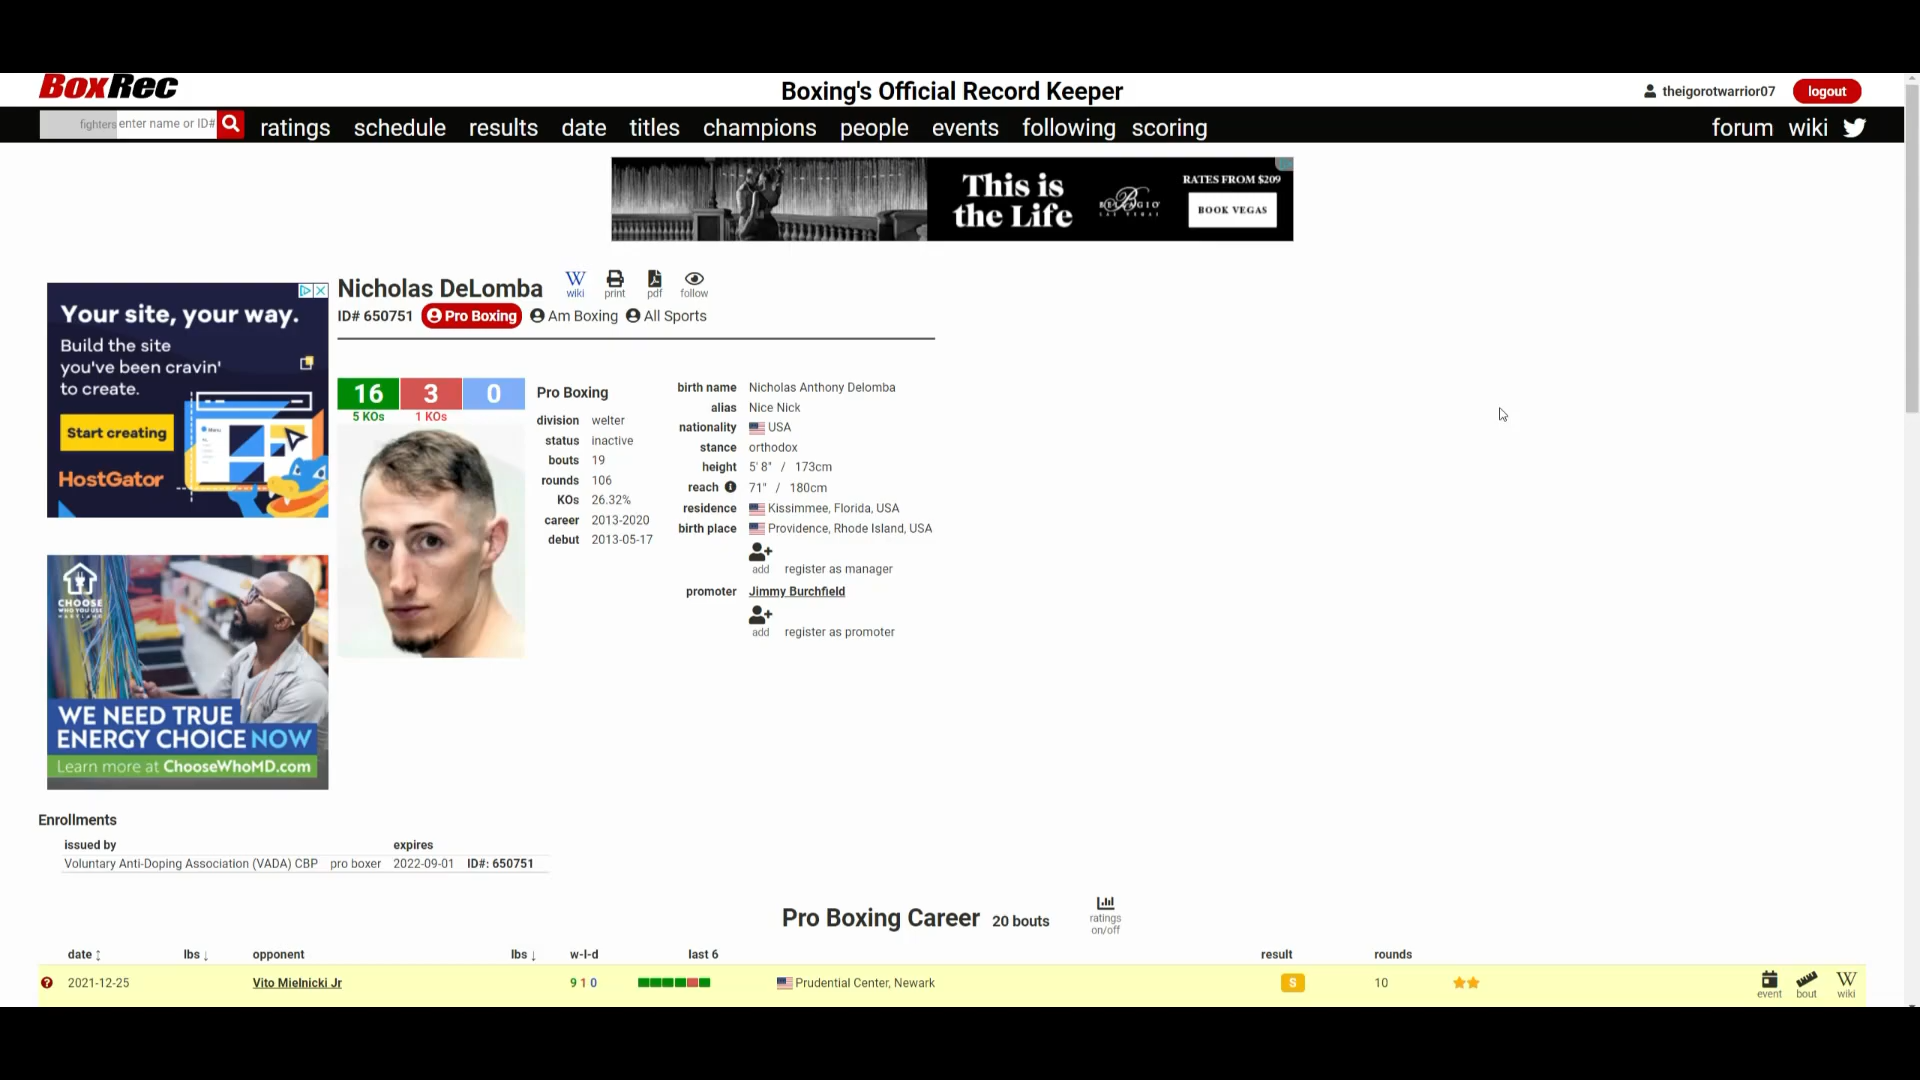 BoxRec
Boxing's Official Record Keeper
theigorotwarrior07
logout
fighters enter name or ID#
ratings schedule results date titles champions people events following scoring
forum wiki
This is
the Life
BELLAGIO
LAS VEGAS
RATES FROM $209
BOOK VEGAS
Your site, your way.
Build the site
you've been cravin'
to create.
Start creating
HostGator
CHOOSE
WHO YOU USE
MARYLAND
WE NEED TRUE
ENERGY CHOICE NOW
Learn more at ChooseWhoMD.com
Nicholas DeLomba
wiki print pdf follow
ID# 650751 Pro Boxing Am Boxing All Sports
16 3 0
5 KOs 1 KOs
Pro Boxing
division welter
status inactive
bouts 19
rounds 106
KOs 26.32%
career 2013-2020
debut 2013-05-17
birth name Nicholas Anthony Delomba
alias Nice Nick
nationality USA
stance orthodox
height 5' 8" / 173cm
reach 71" / 180cm
residence Kissimmee, Florida, USA
birth place Providence, Rhode Island, USA
add register as manager
promoter Jimmy Burchfield
add register as promoter
Enrollments
issued by expires
Voluntary Anti-Doping Association (VADA) CBP pro boxer 2022-09-01 ID#: 650751
Pro Boxing Career 20 bouts
ratings
on/off
date lbs opponent lbs w-l-d last 6 result rounds
2021-12-25 Vito Mielnicki Jr 9 1 0 Prudential Center, Newark S 10
event bout wiki